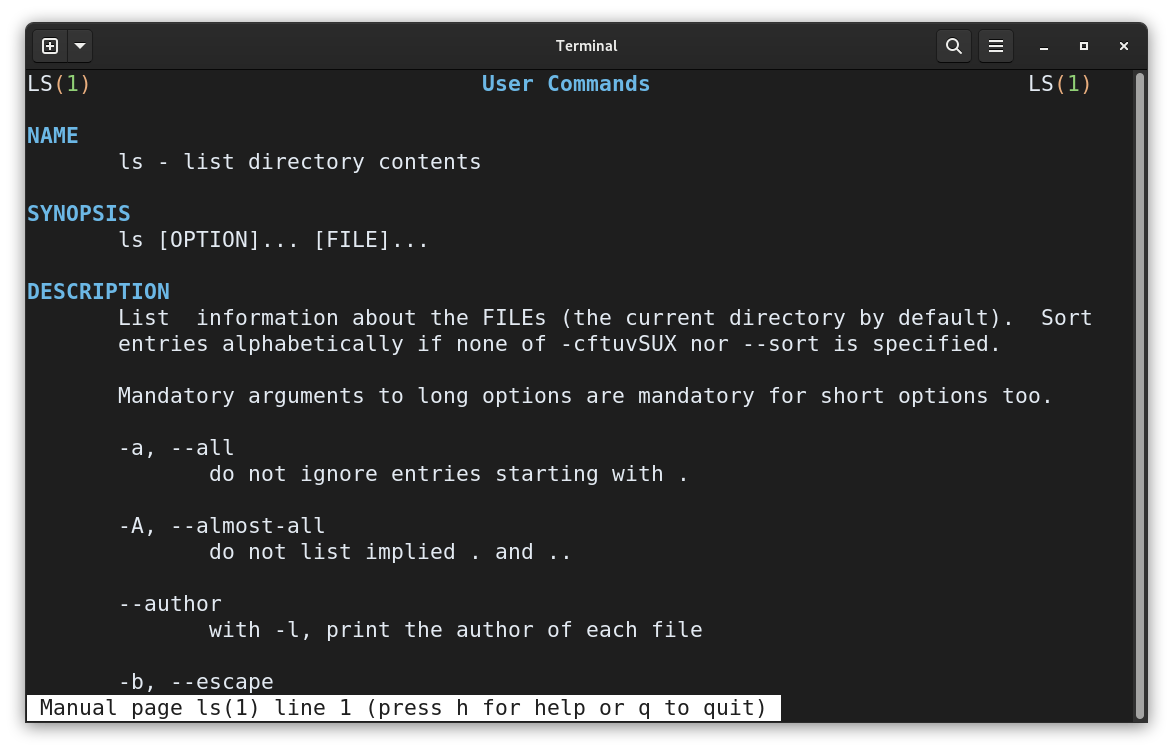 Terminal
LS(1) User Commands LS(1)
NAME
ls - list directory contents
SYNOPSIS
ls [OPTION]... [FILE]...
DESCRIPTION
List  information about the FILEs (the current directory by default).  Sort
entries alphabetically if none of -cftuvSUX nor --sort is specified.
Mandatory arguments to long options are mandatory for short options too.
-a, --all
do not ignore entries starting with .
-A, --almost-all
do not list implied . and ..
--author
with -l, print the author of each file
-b, --escape
Manual page ls(1) line 1 (press h for help or q to quit)